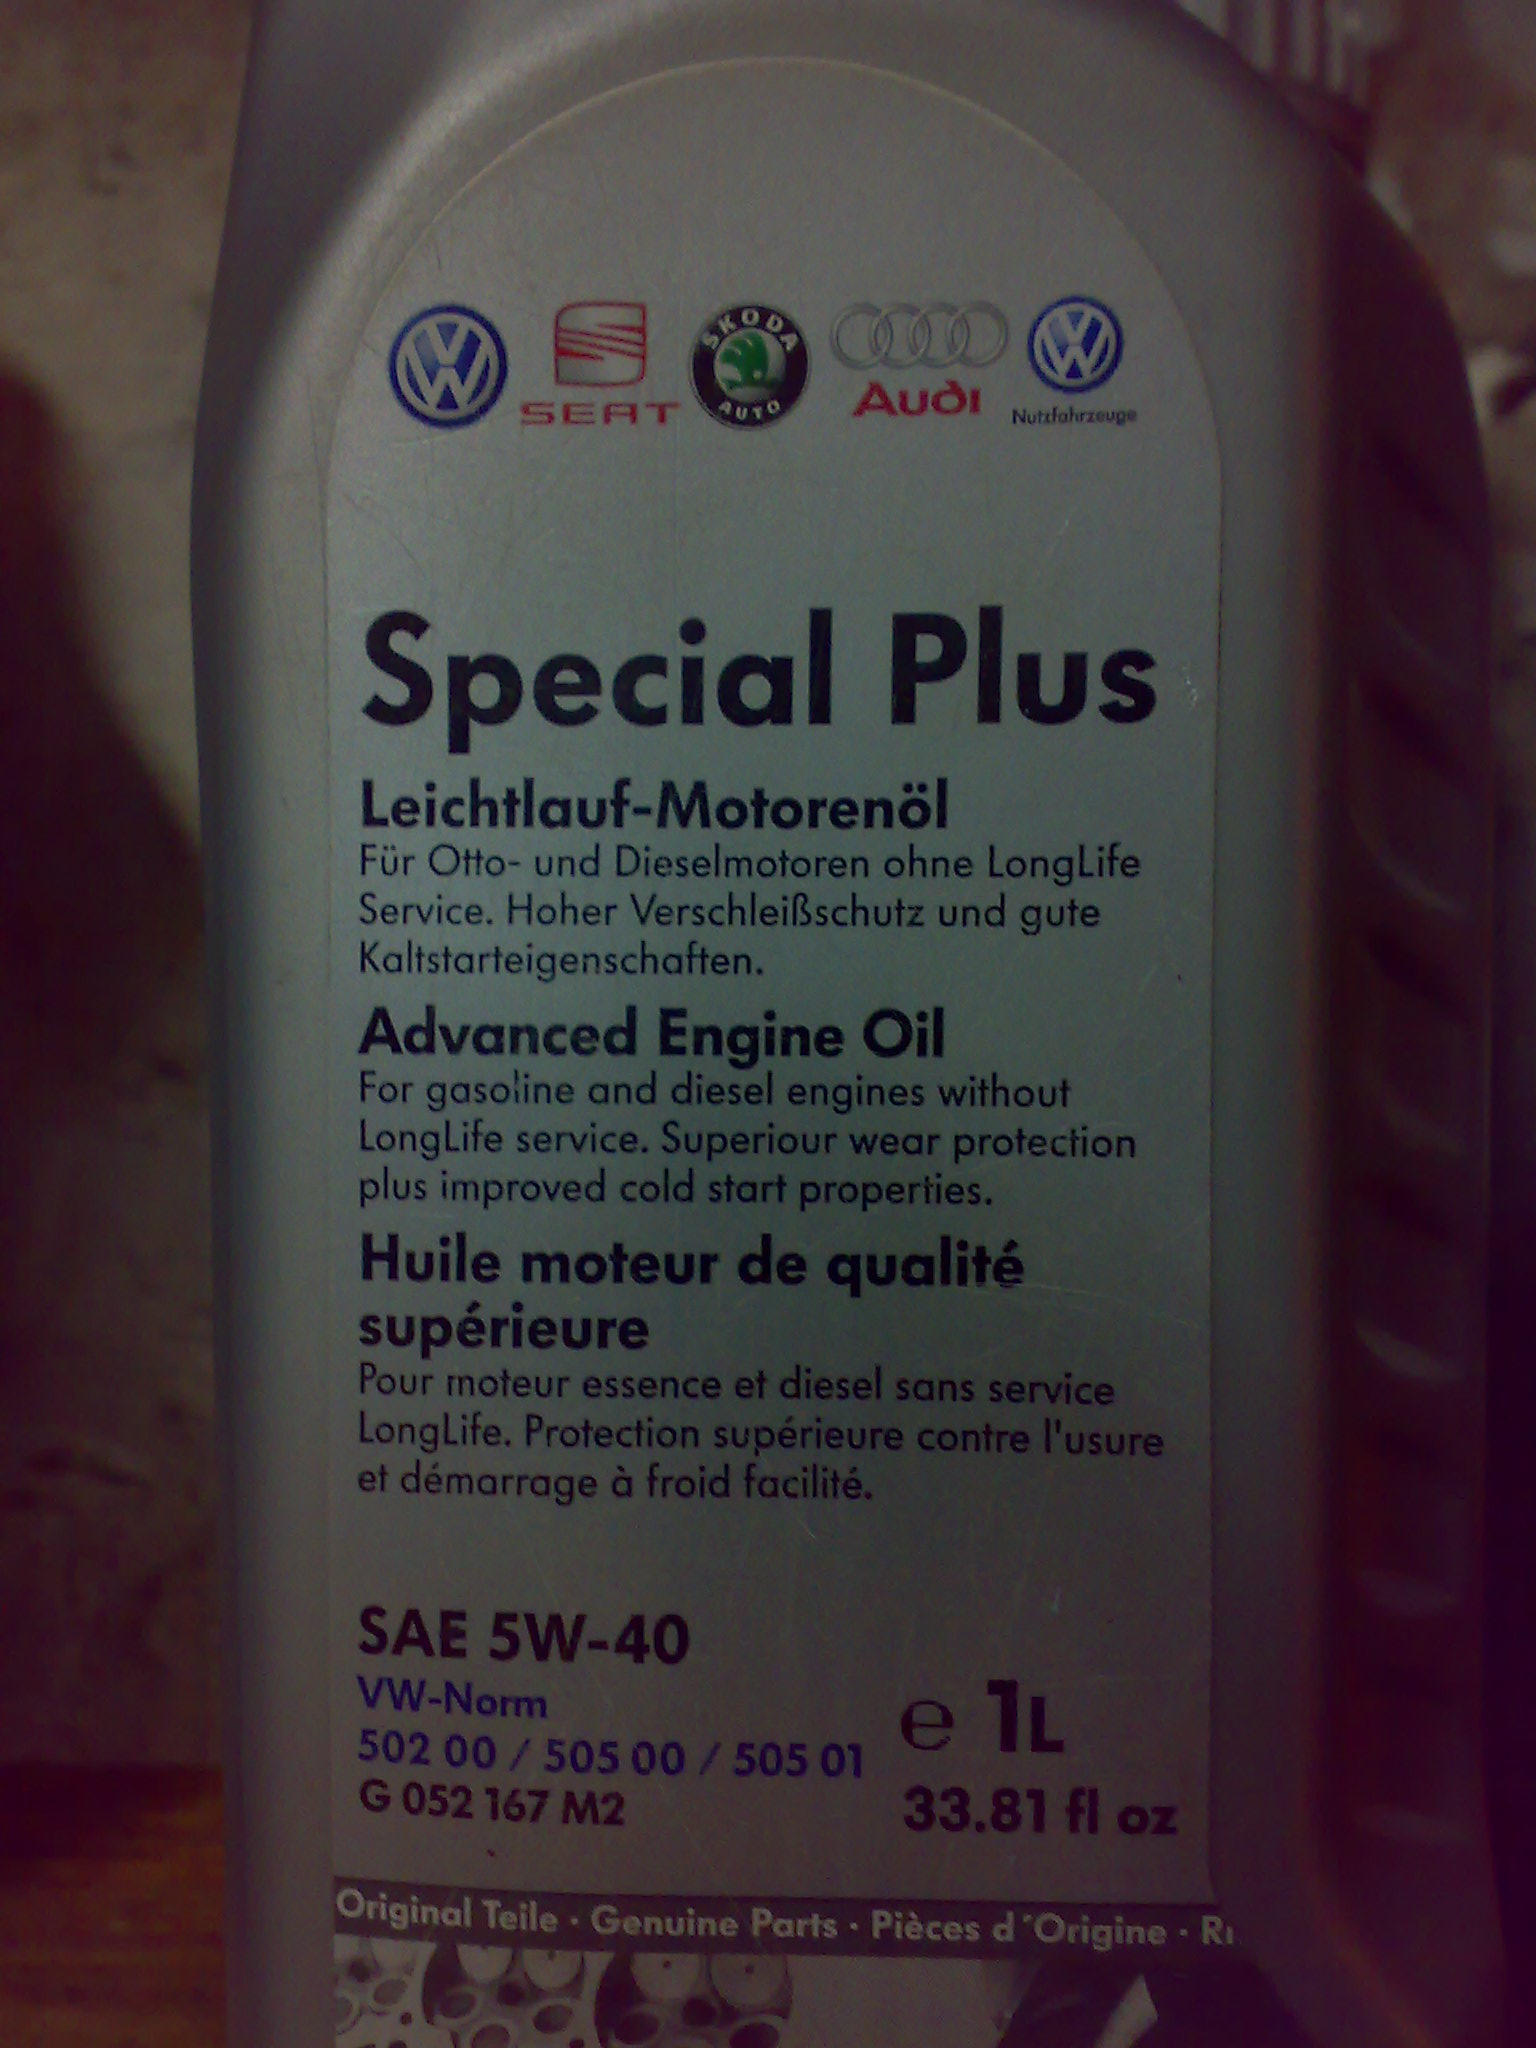 SEAT
SKODA
AUTO
Audi
Nutzfahrzeuge
Special Plus
Leichtlauf-Motorenöl
Für Otto- und Dieselmotoren ohne LongLife
Service. Hoher Verschleißschutz und gute
Kaltstarteigenschaften.
Advanced Engine Oil
For gasoline and diesel engines without
LongLife service. Superiour wear protection
plus improved cold start properties.
Huile moteur de qualité
supérieure
Pour moteur essence et diesel sans service
LongLife. Protection supérieure contre l'usure
et démarrage à froid facilité.
SAE 5W-40
VW-Norm
502 00 / 505 00 / 505 01
G 052 167 M2
e 1L
33.81 fl oz
Original Teile · Genuine Parts · Pièces d´Origine ·